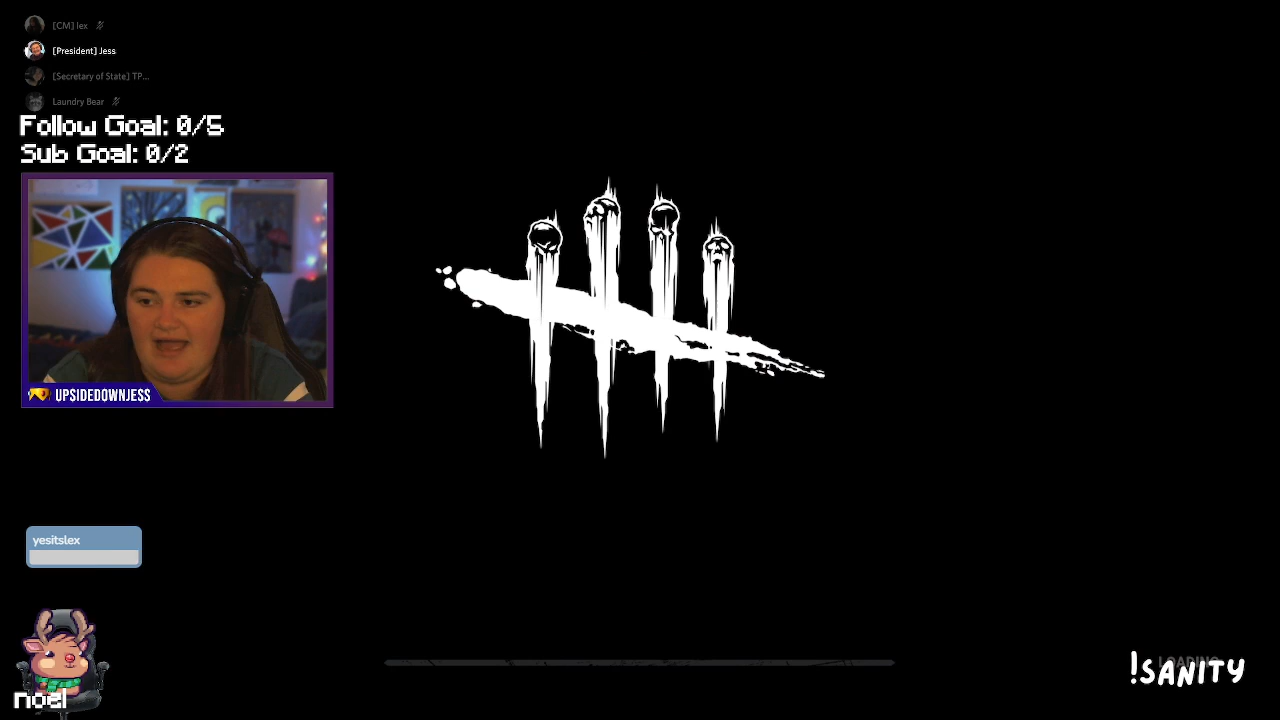 [CM] lex
[President] Jess
[Secretary of State] TP...
Laundry Bear
Follow Goal: 0/5
Sub Goal: 0/2
UPSIDEDOWNJESS
yesitslex
noel
LOADING
!SANITY